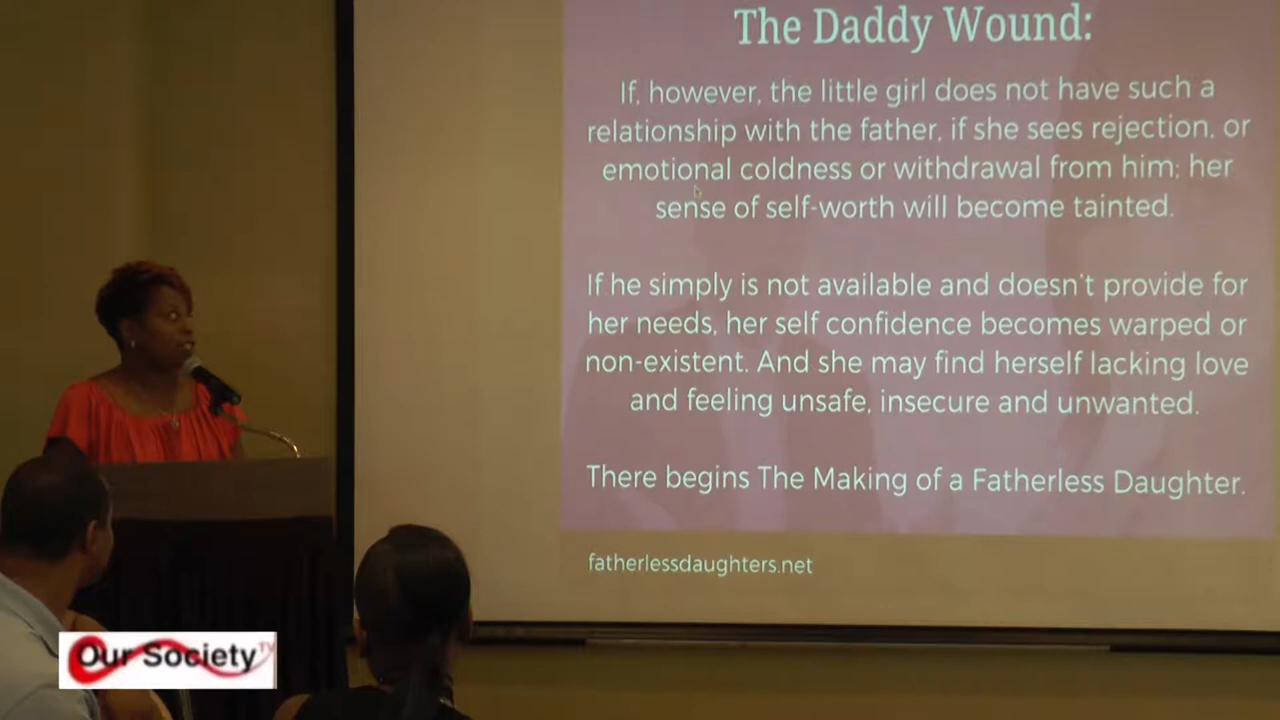 The Daddy Wound:
If, however, the little girl does not have such a
relationship with the father, if she sees rejection, or
emotional coldness or withdrawal from him; her
sense of self-worth will become tainted.
If he simply is not available and doesn't provide for
her needs, her self confidence becomes warped or
non-existent. And she may find herself lacking love
and feeling unsafe, insecure and unwanted.
There begins The Making of a Fatherless Daughter.
fatherlessdaughters.net
Our Society TV